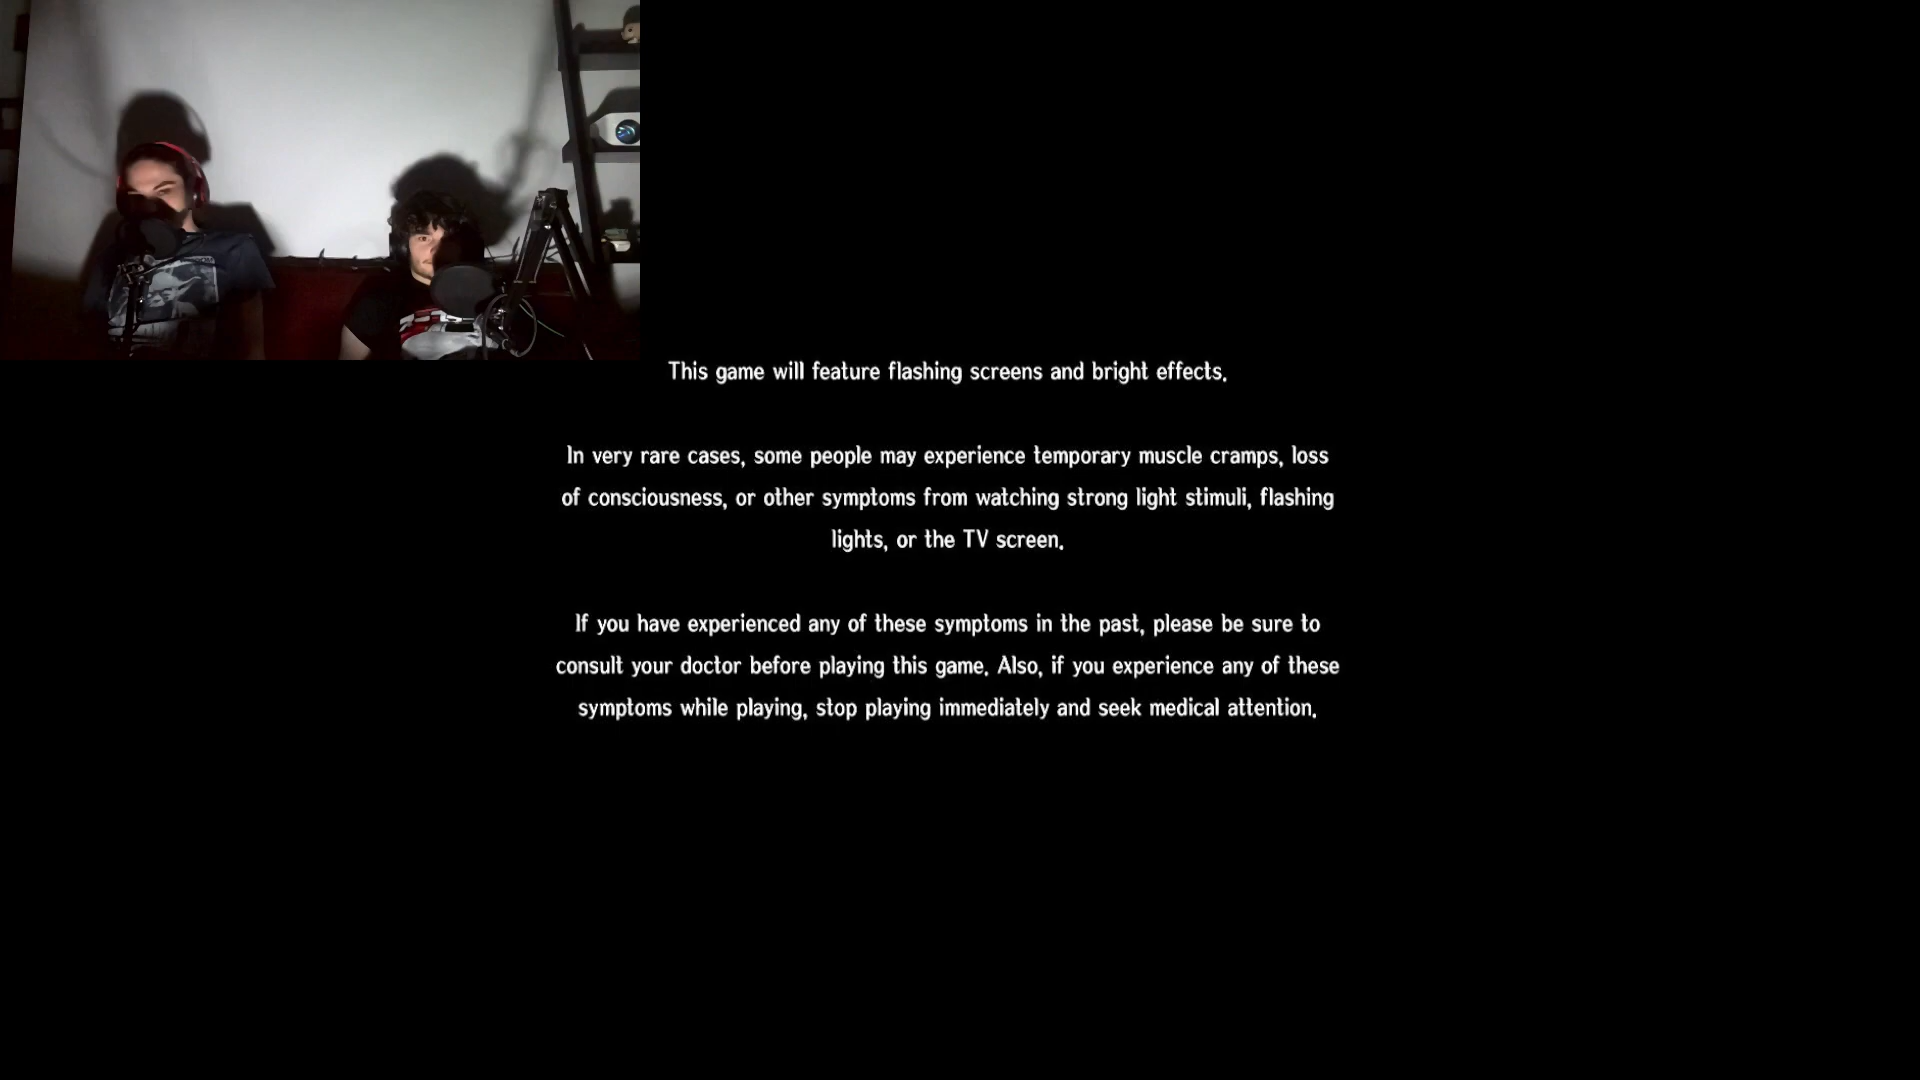 This game will feature flashing screens and bright effects.
In very rare cases, some people may experience temporary muscle cramps, loss
of consciousness, or other symptoms from watching strong light stimuli, flashing
lights, or the TV screen.
If you have experienced any of these symptoms in the past, please be sure to
consult your doctor before playing this game. Also, if you experience any of these
symptoms while playing, stop playing immediately and seek medical attention.